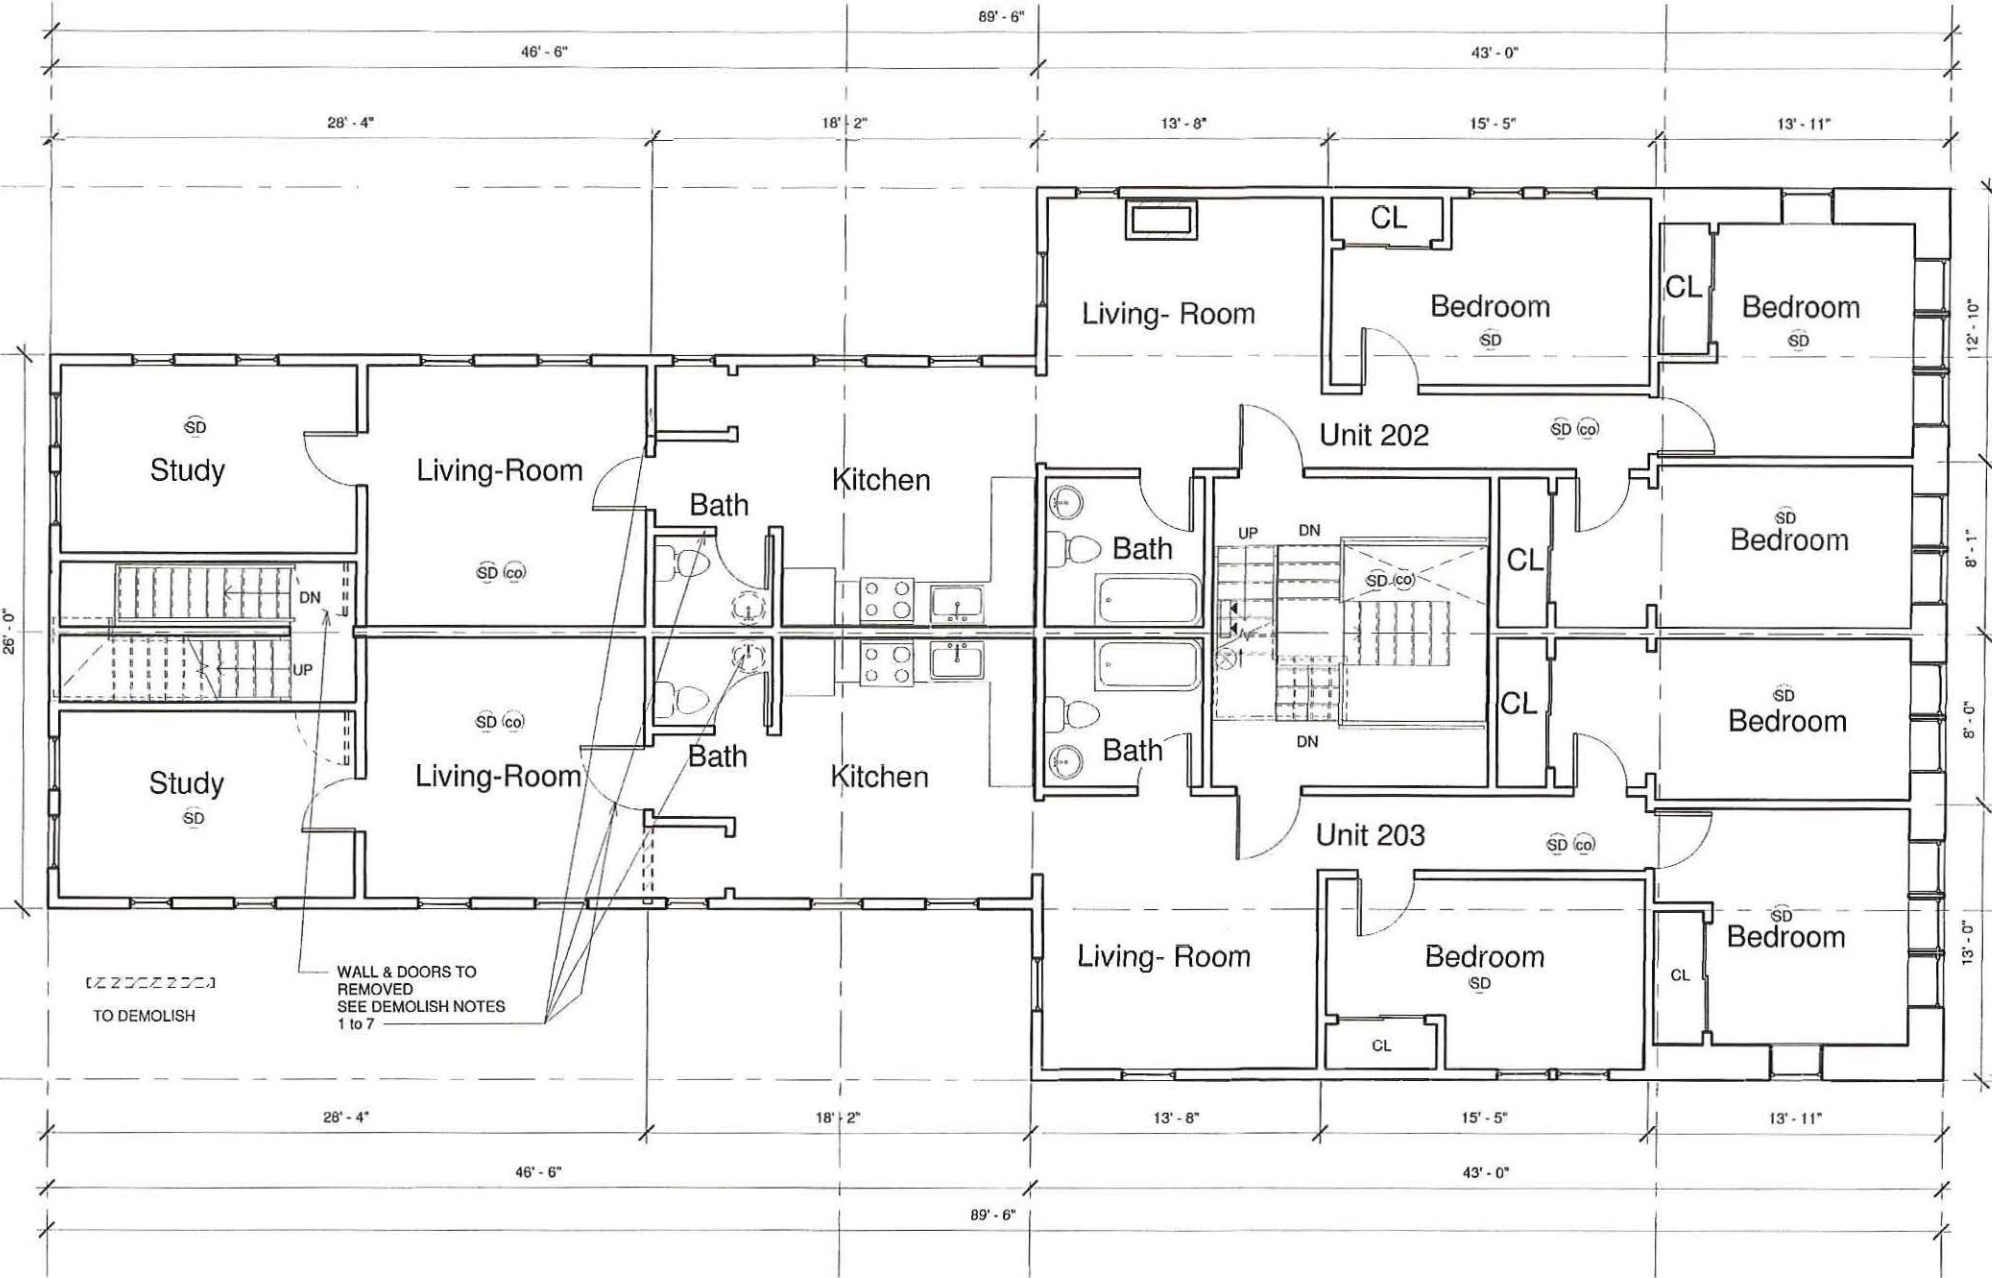 89' - 6"
46' - 6"
43' - 0"
28' - 4"
18' - 2"
13' - 8"
15' - 5"
13' - 11"
CL
CL
Living- Room
Bedroom
SD
Bedroom
SD
12' - 10"
SD
Study
Living-Room
Kitchen
Bath
Unit 202
SD (co)
SD (co)
DN
UP
Bath
UP
DN
SD (co)
CL
SD
Bedroom
8' - 1"
26' - 0"
SD (co)
Living-Room
Study
SD
Bath
Kitchen
Bath
DN
CL
SD
Bedroom
8' - 0"
Unit 203
SD (co)
Living- Room
Bedroom
SD
CL
CL
SD
Bedroom
13' - 0"
TO DEMOLISH
WALL & DOORS TO
REMOVED
SEE DEMOLISH NOTES
1 to 7
28' - 4"
18' - 2"
13' - 8"
15' - 5"
13' - 11"
46' - 6"
43' - 0"
89' - 6"